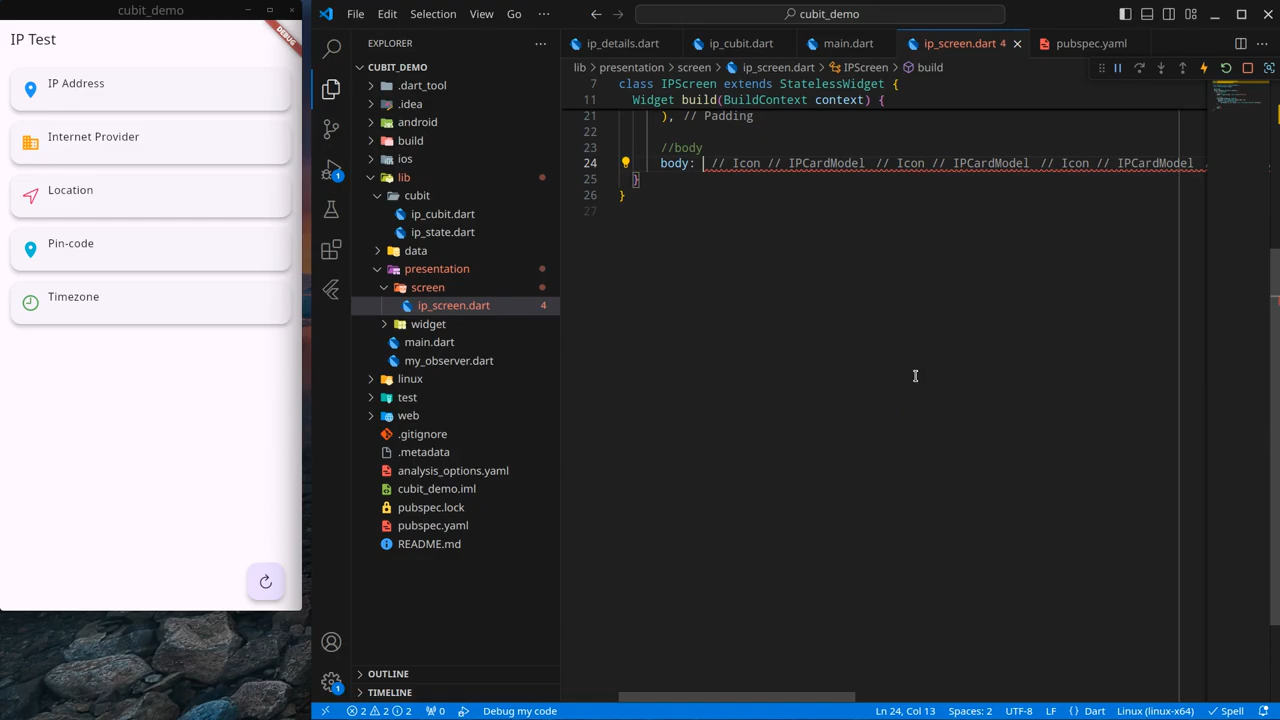 cubit_demo
IP Test
DEBUG
IP Address
Internet Provider
Location
Pin-code
Timezone
File Edit Selection View Go
cubit_demo
EXPLORER
CUBIT_DEMO
.dart_tool
.idea
android
build
ios
lib
cubit
ip_cubit.dart
ip_state.dart
data
presentation
screen
ip_screen.dart 4
widget
main.dart
my_observer.dart
linux
test
web
.gitignore
.metadata
analysis_options.yaml
cubit_demo.iml
pubspec.lock
pubspec.yaml
README.md
OUTLINE
TIMELINE
1
1
ip_details.dart ip_cubit.dart main.dart ip_screen.dart 4 pubspec.yaml
lib presentation screen ip_screen.dart IPScreen build
7 class IPScreen extends StatelessWidget {
11 Widget build(BuildContext context) {
21 ), // Padding
22
23 //body
24 body: // Icon // IPCardModel // Icon // IPCardModel // Icon // IPCardModel
25 }
26 }
27
2 2 2 0 Debug my code Ln 24, Col 13 Spaces: 2 UTF-8 LF Dart Linux (linux-x64) Spell